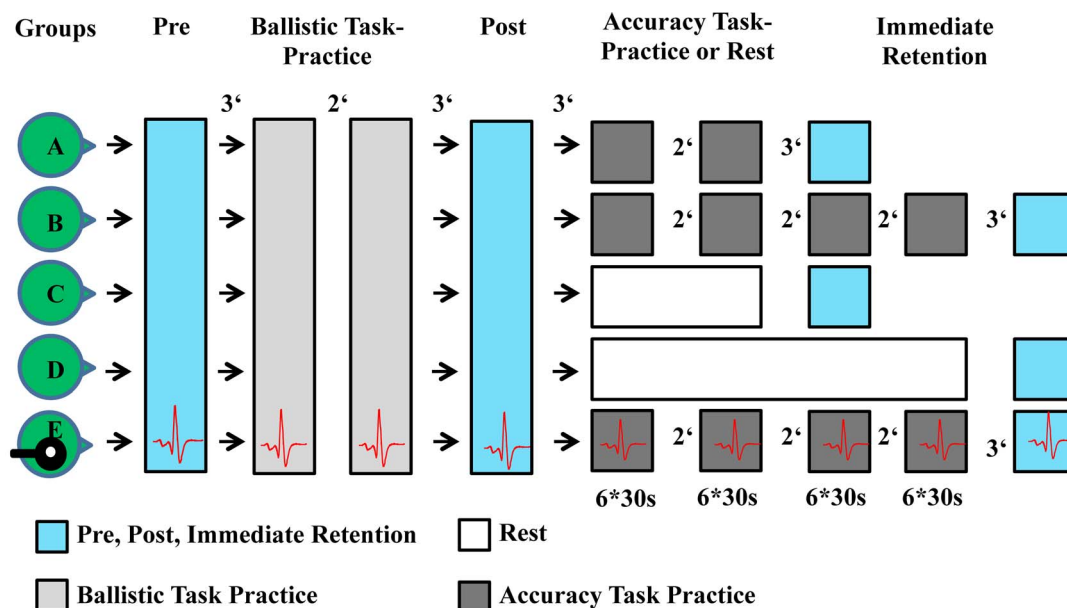 Groups Pre Ballistic Task- Post Accuracy Task- Immediate
Practice Practice or Rest Retention
3‘ 2‘ 3‘ 3‘
A 2‘ 3‘
B 2‘ 2‘ 2‘ 3‘
C
D
E 2‘ 2‘ 2‘ 3‘
6*30s 6*30s 6*30s 6*30s
Pre, Post, Immediate Retention Rest
Ballistic Task Practice Accuracy Task Practice